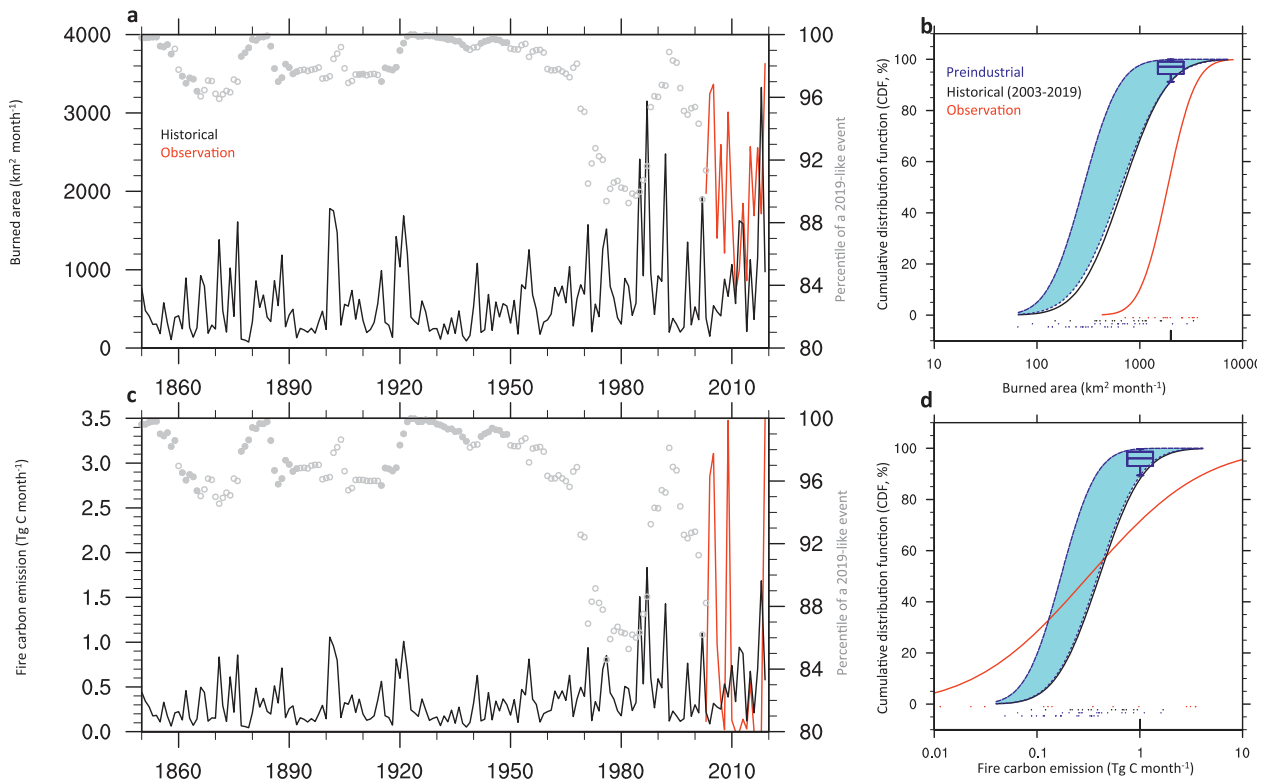 a
1860 1890 1920 1950 1980 2010
4000
3000
2000
1000
0
Burned area (km² month⁻¹)
Historical
Observation
100
96
92
88
84
80
Percentile of a 2019-like event
1860 1890 1920 1950 1980 2010
b
Cumulative distribution function (CDF, %)
100
80
60
40
20
0
Preindustrial
Historical (2003-2019)
Observation
10 100 1000 10000
Burned area (km² month⁻¹)
c
3.5
3.0
2.5
2.0
1.5
1.0
0.5
0.0
Fire carbon emission (Tg C month⁻¹)
100
96
92
88
84
80
Percentile of a 2019-like event
1860 1890 1920 1950 1980 2010
d
Cumulative distribution function (CDF, %)
100
80
60
40
20
0
0.01 0.1 1 10
Fire carbon emission (Tg C month⁻¹)